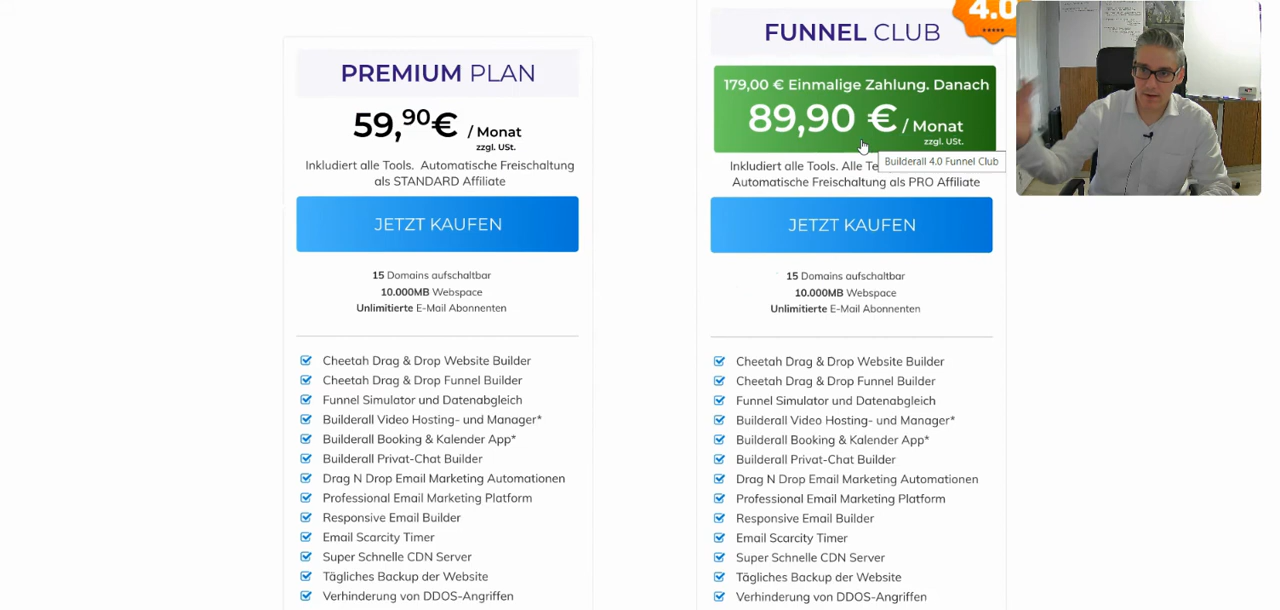 PREMIUM PLAN
59,90€ / Monat
zzgl. USt.
Inkludiert alle Tools. Automatische Freischaltung
als STANDARD Affiliate
JETZT KAUFEN
15 Domains aufschaltbar
10.000MB Webspace
Unlimitierte E-Mail Abonnenten
Cheetah Drag & Drop Website Builder
Cheetah Drag & Drop Funnel Builder
Funnel Simulator und Datenabgleich
Builderall Video Hosting- und Manager*
Builderall Booking & Kalender App*
Builderall Privat-Chat Builder
Drag N Drop Email Marketing Automationen
Professional Email Marketing Platform
Responsive Email Builder
Email Scarcity Timer
Super Schnelle CDN Server
Tägliches Backup der Website
Verhinderung von DDOS-Angriffen
4.0
FUNNEL CLUB
179,00 € Einmalige Zahlung. Danach
89,90 € / Monat
zzgl. USt.
Builderall 4.0 Funnel Club
Inkludiert alle Tools. Alle
Automatische Freischaltung als PRO Affiliate
JETZT KAUFEN
15 Domains aufschaltbar
10.000MB Webspace
Unlimitierte E-Mail Abonnenten
Cheetah Drag & Drop Website Builder
Cheetah Drag & Drop Funnel Builder
Funnel Simulator und Datenabgleich
Builderall Video Hosting- und Manager*
Builderall Booking & Kalender App*
Builderall Privat-Chat Builder
Drag N Drop Email Marketing Automationen
Professional Email Marketing Platform
Responsive Email Builder
Email Scarcity Timer
Super Schnelle CDN Server
Tägliches Backup der Website
Verhinderung von DDOS-Angriffen